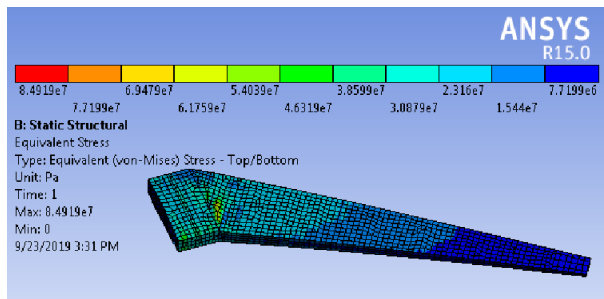 ANSYS
R15.0
8.4919e7 6.9479e7 5.4039e7 3.8599e7 2.316e7 7.7199e6
7.7199e7 6.1759e7 4.6319e7 3.0879e7 1.544e7
B: Static Structural
Equivalent Stress
Type: Equivalent (von-Mises) Stress - Top/Bottom
Unit: Pa
Time: 1
Max: 8.4919e7
Min: 0
9/23/2019 3:31 PM